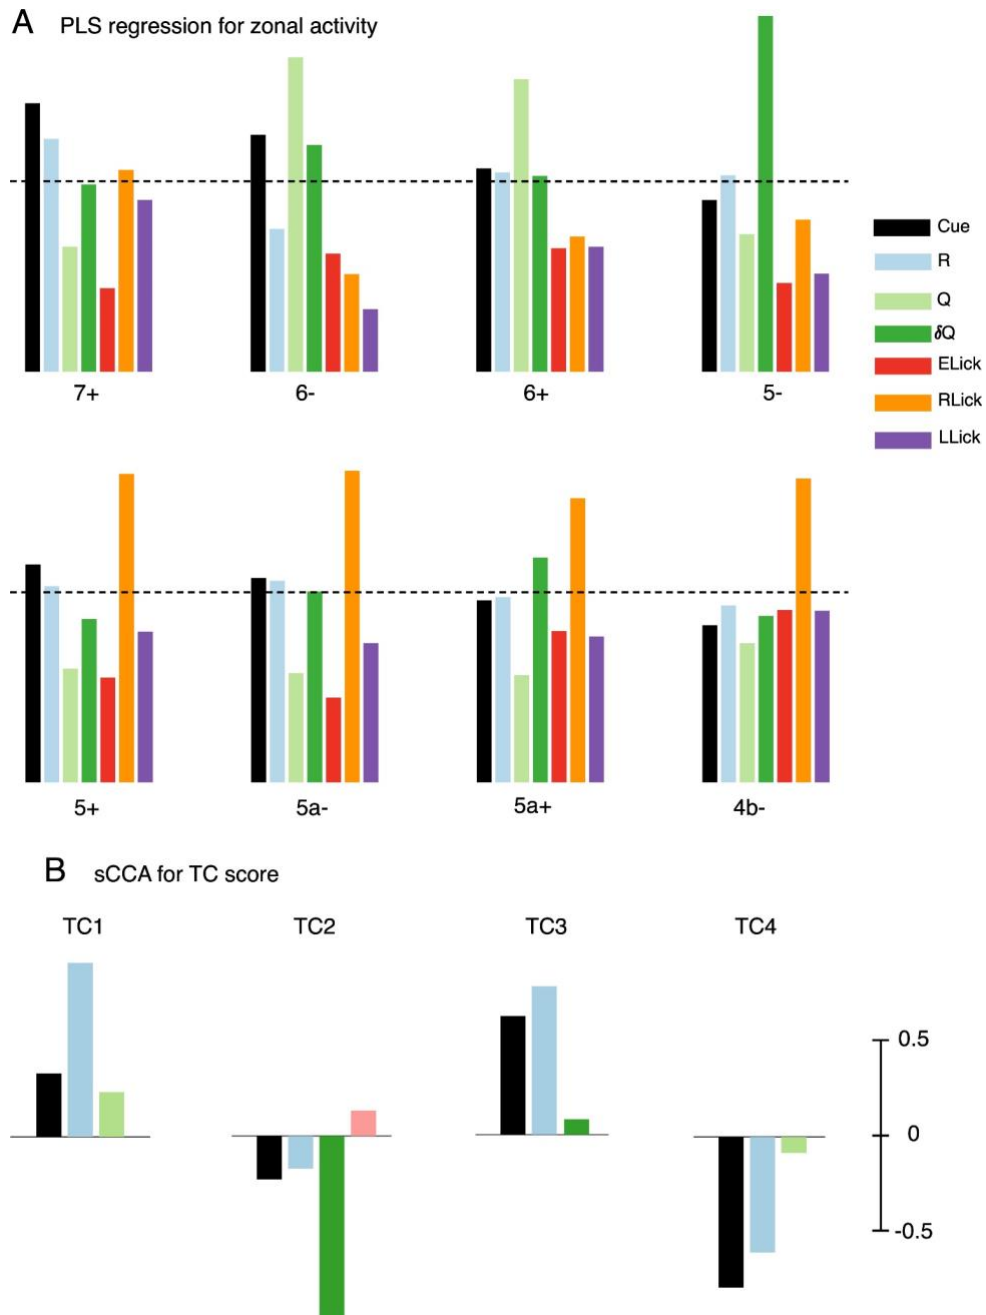 A PLS regression for zonal activity
Cue
R
Q
δQ
ELick
RLick
LLick
7+ 6- 6+ 5-
5+ 5a- 5a+ 4b-
B sCCA for TC score
TC1 TC2 TC3 TC4
0.5
0
-0.5